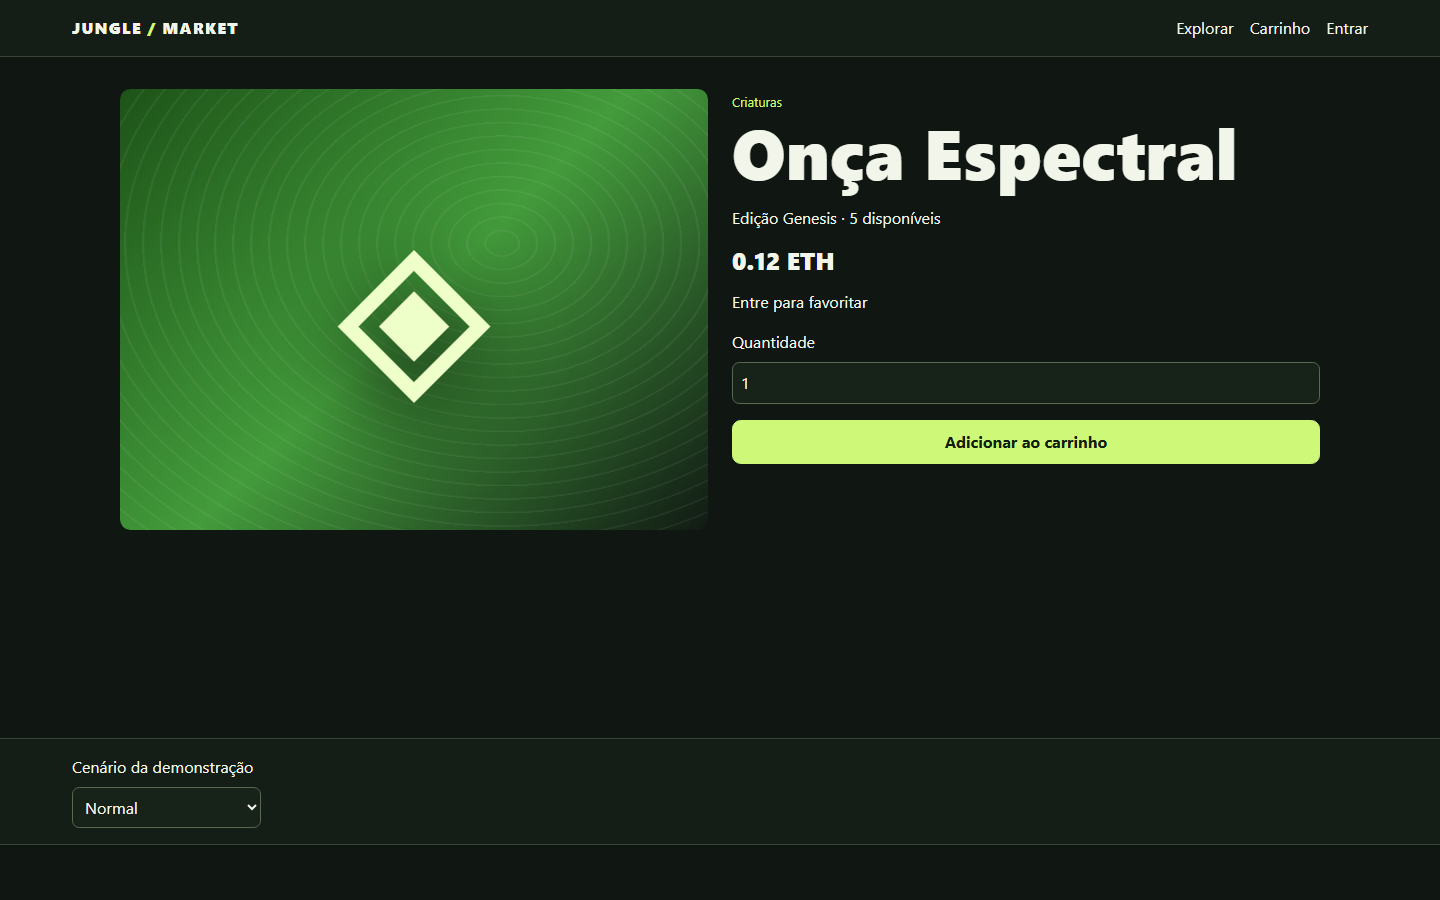 JUNGLE / MARKET
Explorar Carrinho Entrar
Criaturas
Onça Espectral
Edição Genesis · 5 disponíveis
0.12 ETH
Entre para favoritar
Quantidade
1
Adicionar ao carrinho
Cenário da demonstração
Normal